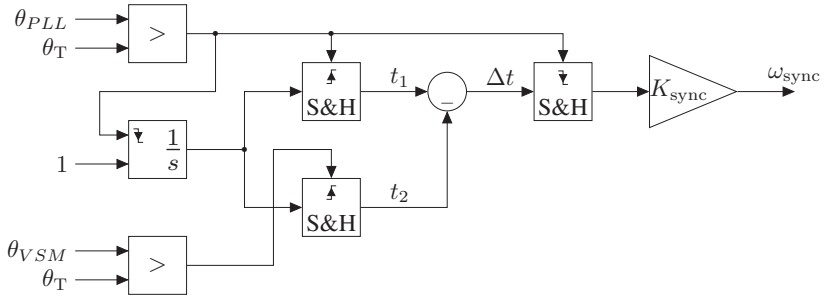 θ_PLL
θ_T
>
S&H
t_1
Δt
S&H
K_sync
ω_sync
1
1/s
S&H
t_2
θ_VSM
θ_T
>